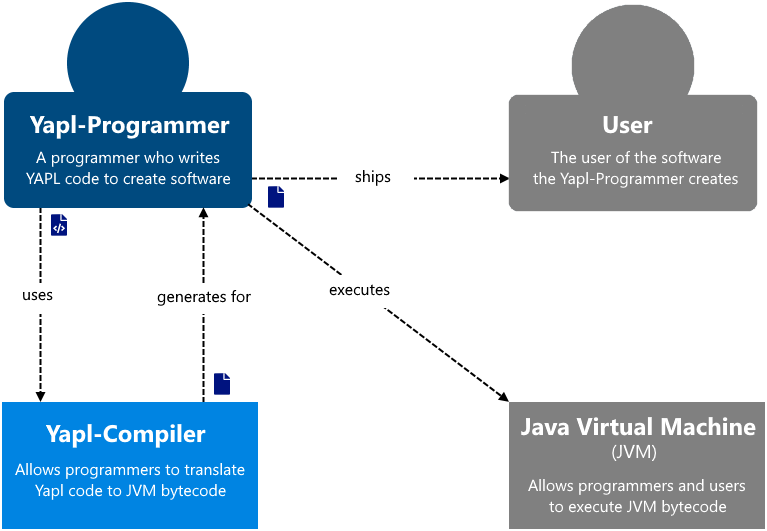 Yapl-Programmer
A programmer who writes
YAPL code to create software
ships
User
The user of the software
the Yapl-Programmer creates
uses
generates for
executes
Yapl-Compiler
Allows programmers to translate
Yapl code to JVM bytecode
Java Virtual Machine
(JVM)
Allows programmers and users
to execute JVM bytecode